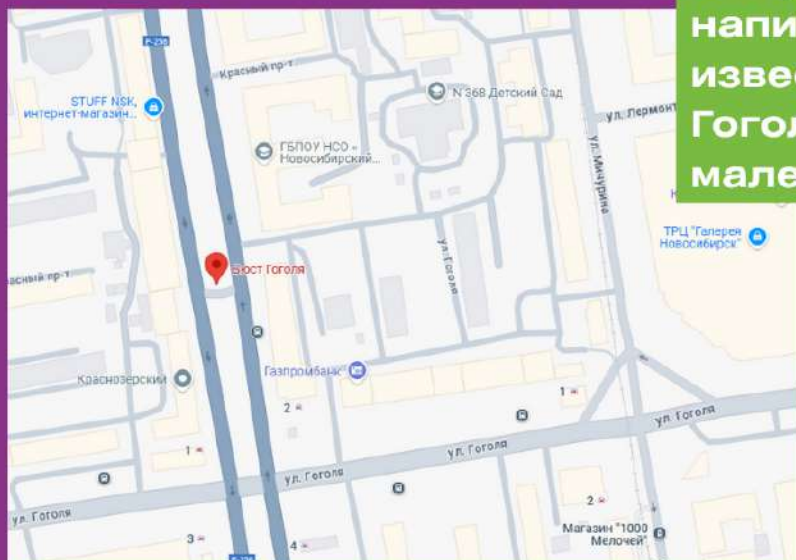 напи
извес
Гогол
мале
P-256
Красный пр-т
STUFF NSK,
интернет-магазин...
N 368 Детский Сад
ул. Лермонт
ГБПОУ НСО «
Новосибирский...
ул. Мичурина
ТРЦ "Галерея
Новосибирск"
ул. Гоголя
Бюст Гоголя
асный пр-т
Газпромбанк
Краснозерский
2
1
ул. Гоголя
1
ул. Гоголя
ул. Гоголя
ул. Гоголя
2
Магазин "1000
Мелочей"
3
4